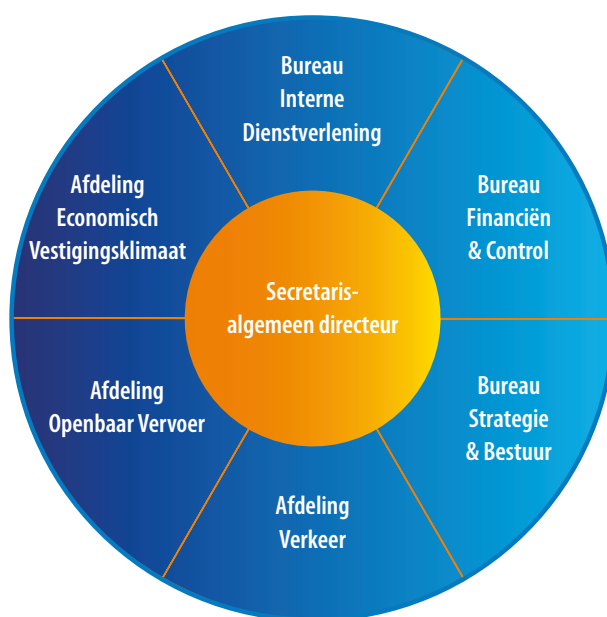 Bureau
Interne
Dienstverlening
Afdeling
Economisch
Vestigingsklimaat
Bureau
Financiën
& Control
Secretaris-
algemeen directeur
Afdeling
Openbaar Vervoer
Bureau
Strategie
& Bestuur
Afdeling
Verkeer